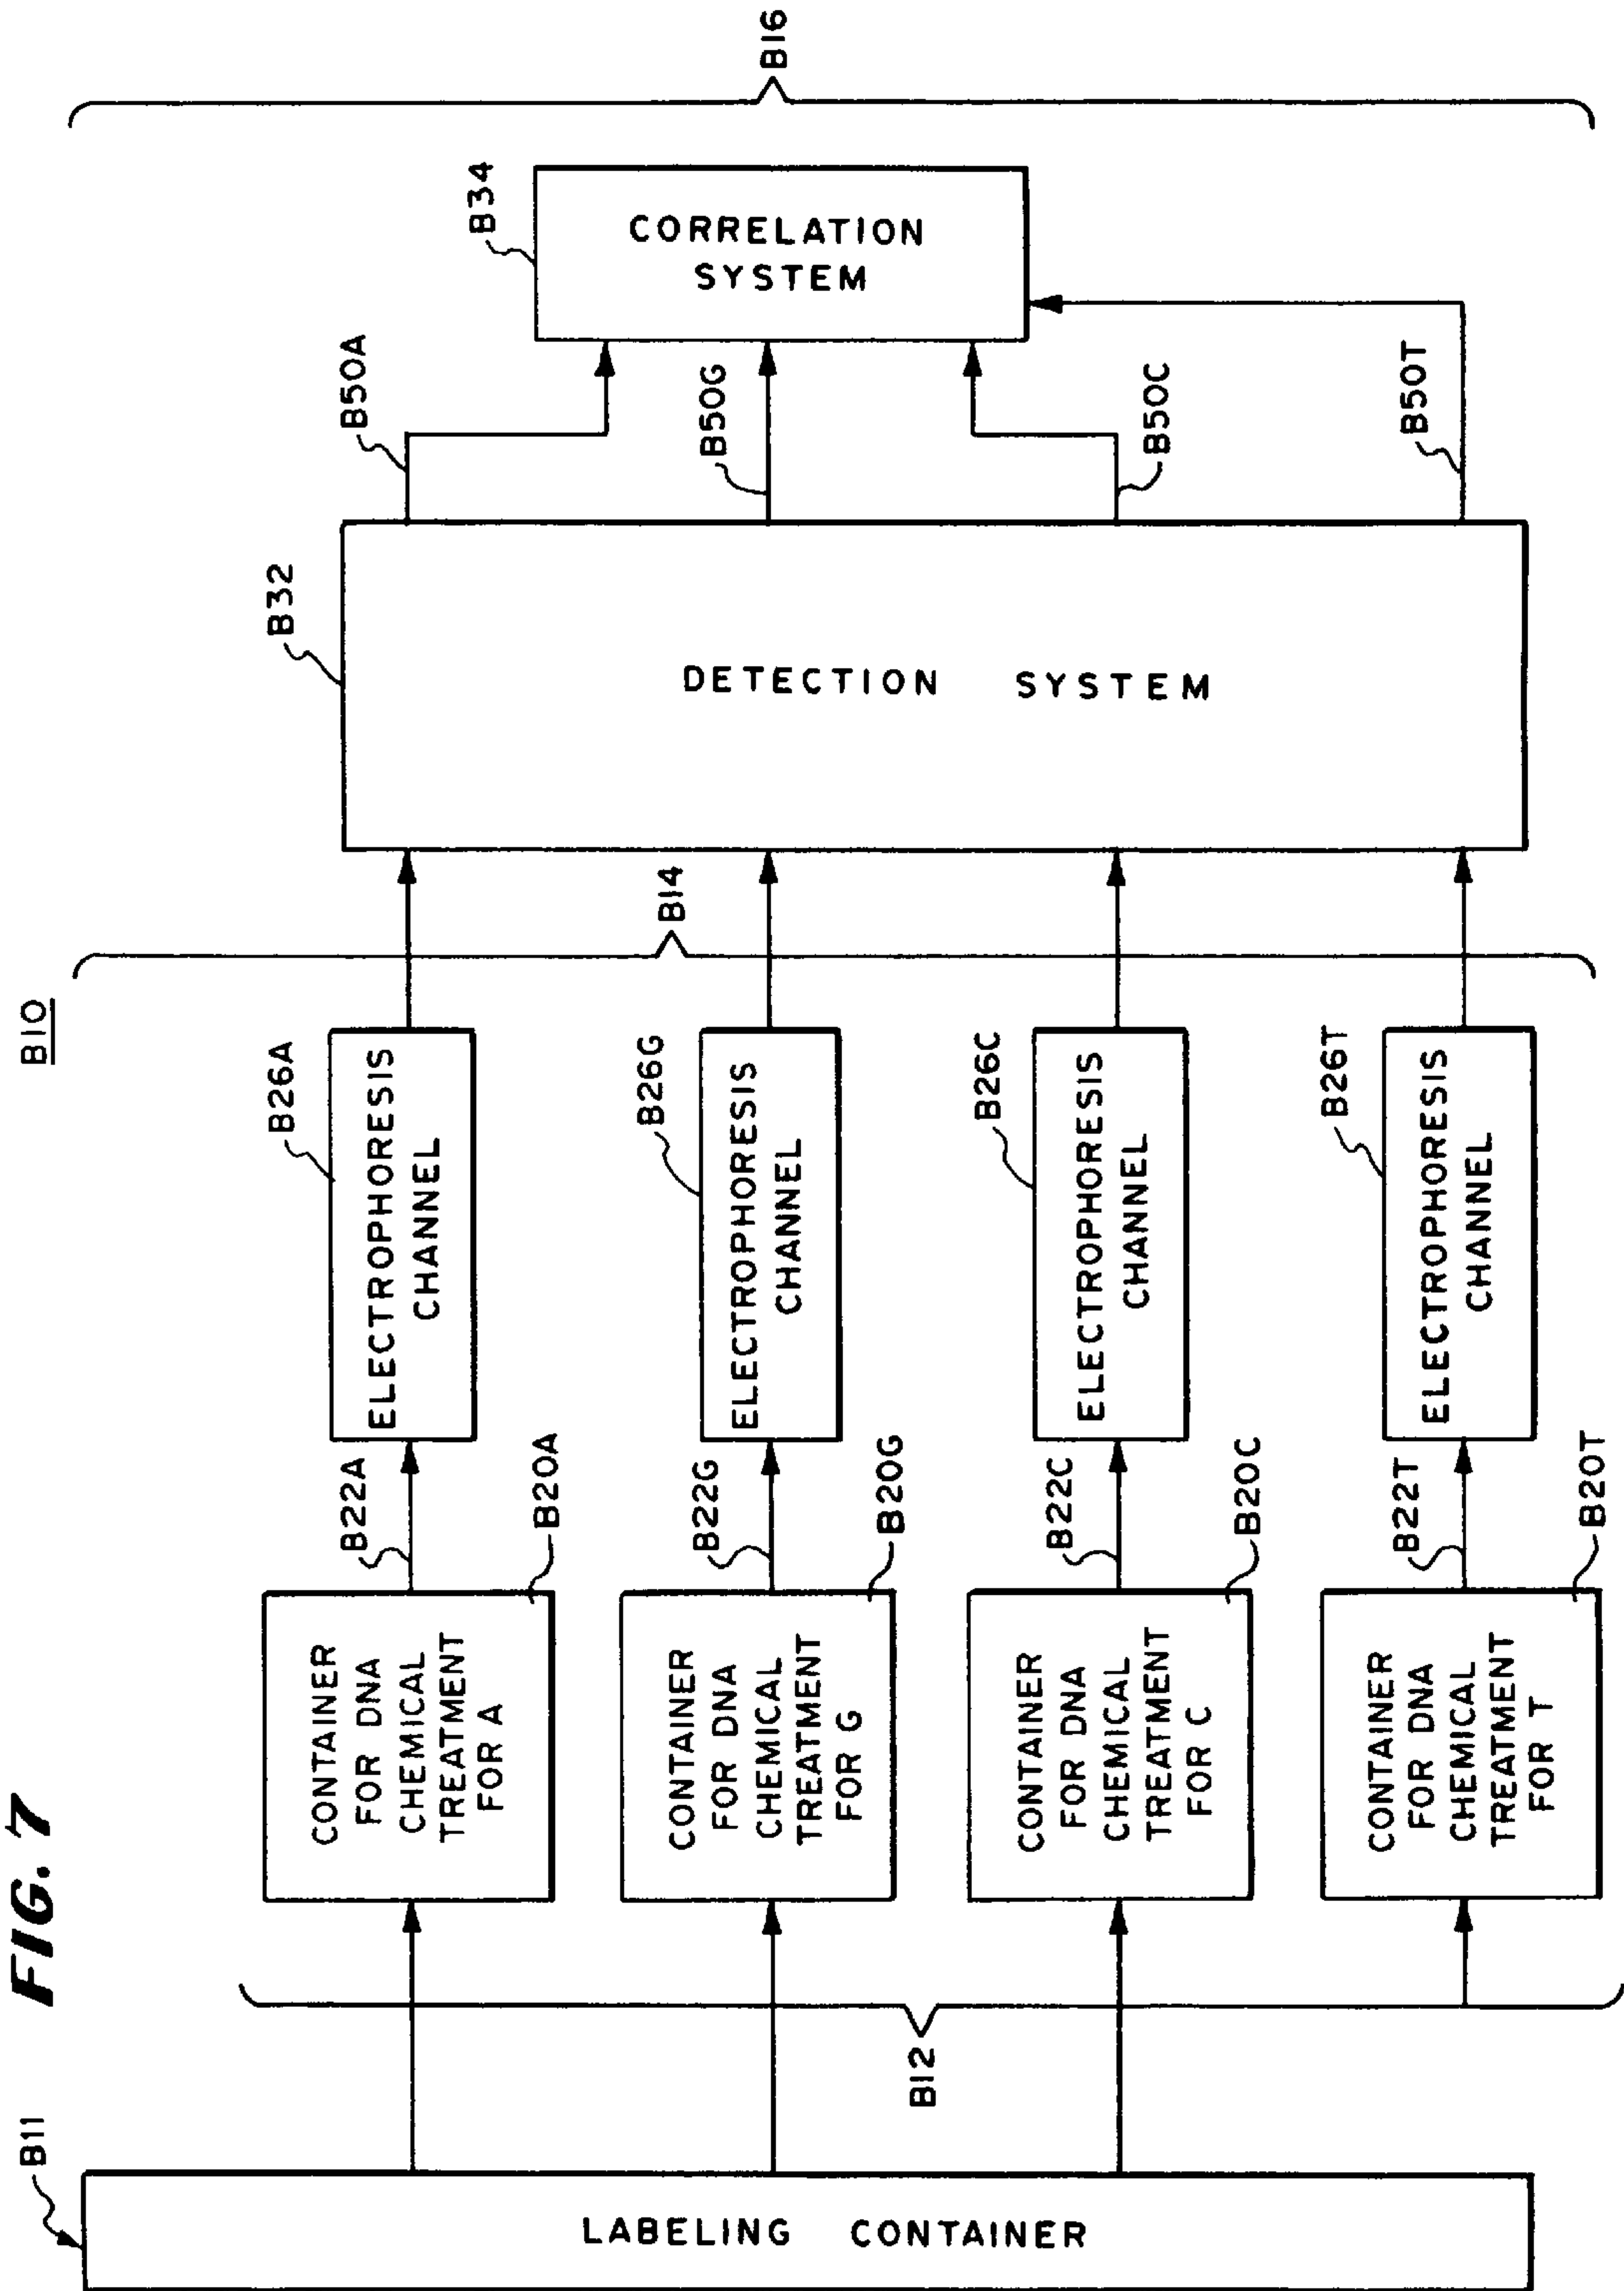 FIG. 7
B10
B11
LABELING CONTAINER
B12
CONTAINER
FOR DNA
CHEMICAL
TREATMENT
FOR A
B20A
B22A
ELECTROPHORESIS
CHANNEL
B26A
CONTAINER
FOR DNA
CHEMICAL
TREATMENT
FOR G
B20G
B22G
ELECTROPHORESIS
CHANNEL
B26G
CONTAINER
FOR DNA
CHEMICAL
TREATMENT
FOR C
B20C
B22C
ELECTROPHORESIS
CHANNEL
B26C
CONTAINER
FOR DNA
CHEMICAL
TREATMENT
FOR T
B20T
B22T
ELECTROPHORESIS
CHANNEL
B26T
B14
B32
DETECTION SYSTEM
B50A
B50G
B50C
B50T
B34
CORRELATION
SYSTEM
B16